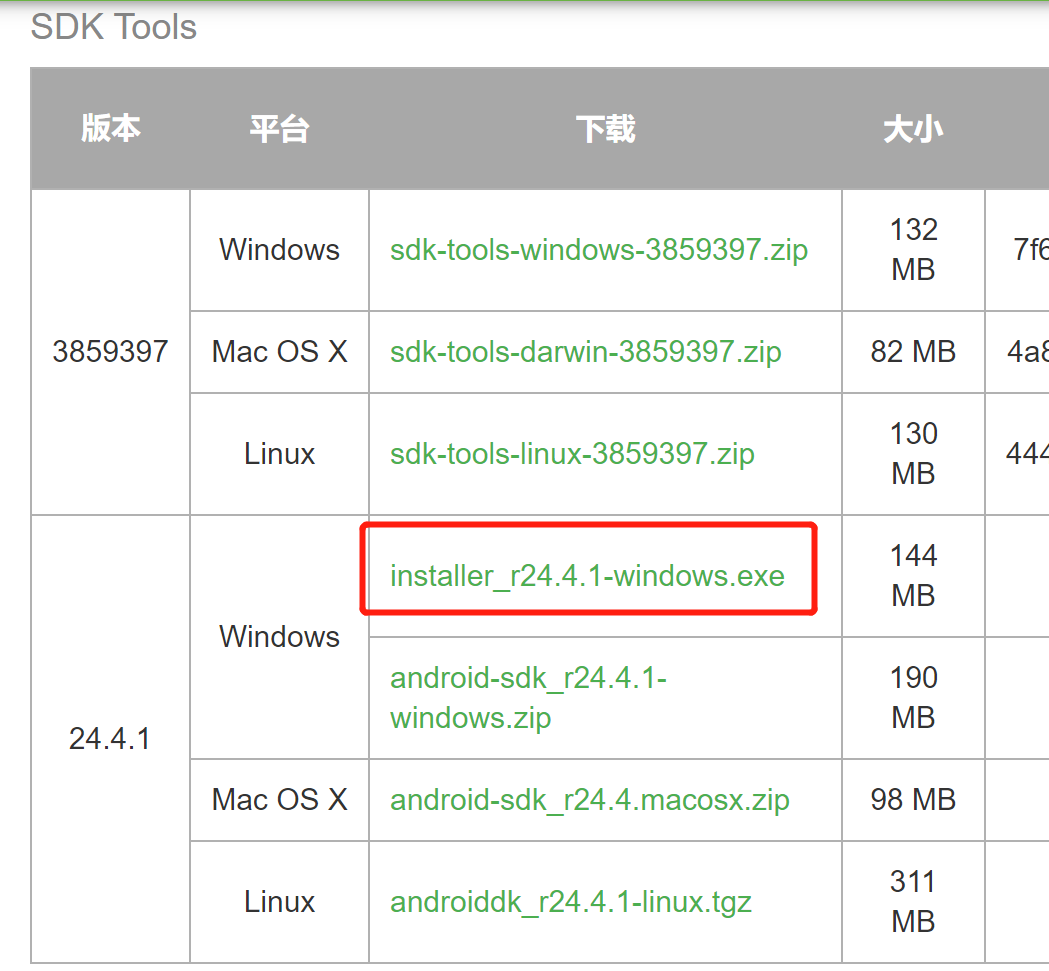 SDK Tools
版本 平台 下载 大小
Windows sdk-tools-windows-3859397.zip 132 MB 7f6
3859397 Mac OS X sdk-tools-darwin-3859397.zip 82 MB 4a8
Linux sdk-tools-linux-3859397.zip 130 MB 444
installer_r24.4.1-windows.exe 144 MB
Windows
android-sdk_r24.4.1-
windows.zip
190 MB
24.4.1
Mac OS X android-sdk_r24.4.macosx.zip 98 MB
Linux androiddk_r24.4.1-linux.tgz 311 MB